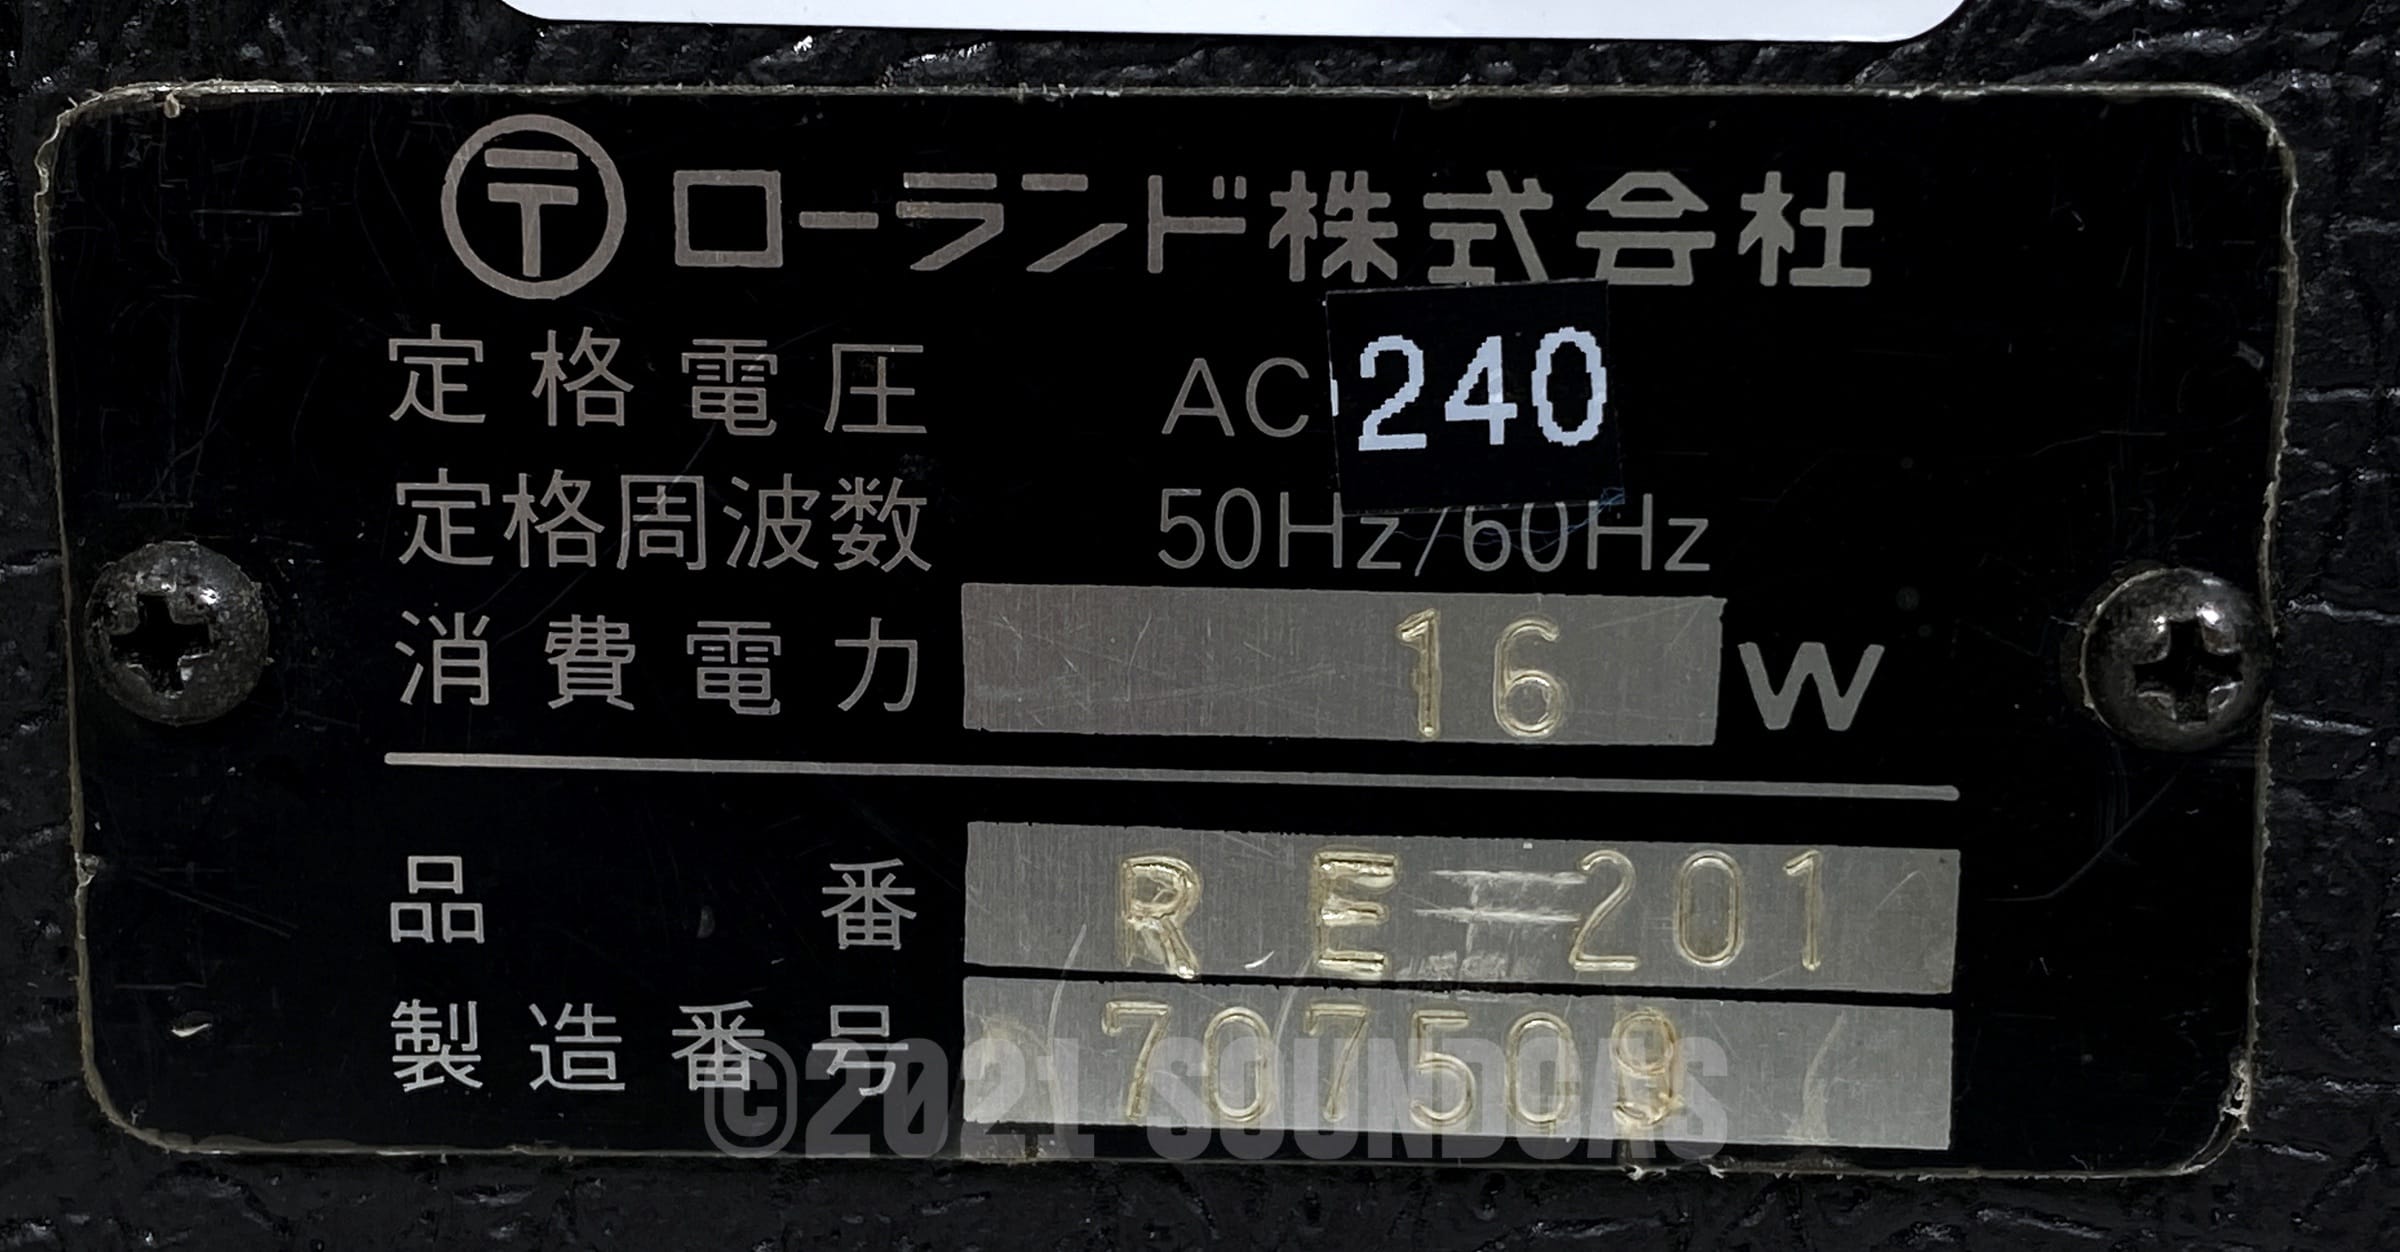 〒 ローランド株式会社
定格電圧 AC 240
定格周波数 50Hz/60Hz
消費電力 16 W
品番 RE-201
製造番号 707509
©2021 SOUNDGAS